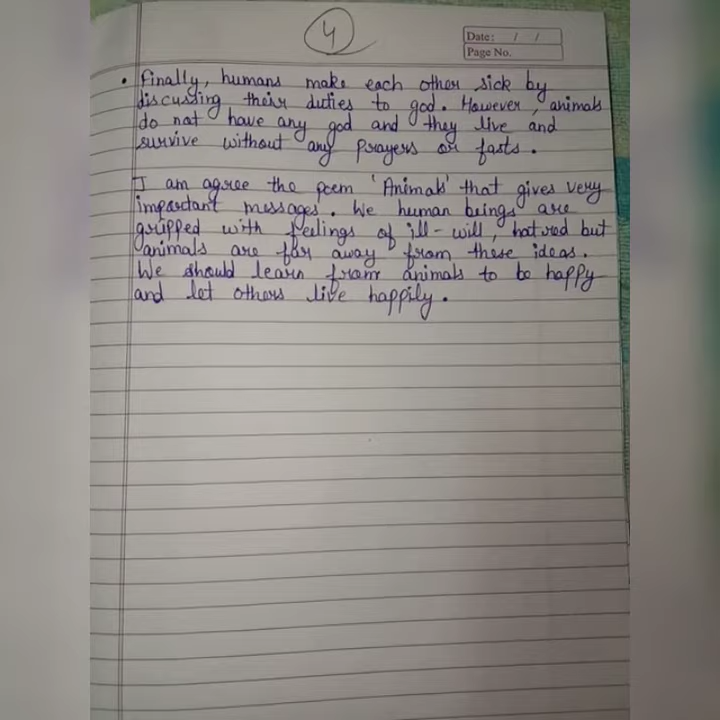 4
Date: / /
Page No.
• Finally, humans make each other sick by
discussing their duties to god. However, animals
do not have any god and they live and
survive without any prayers or fasts.
I am agree the poem 'Animals' that gives very
important messages. We human beings are
gripped with feelings of ill-will, hatred but
animals are far away from these ideas.
We should learn from animals to be happy
and let others live happily.